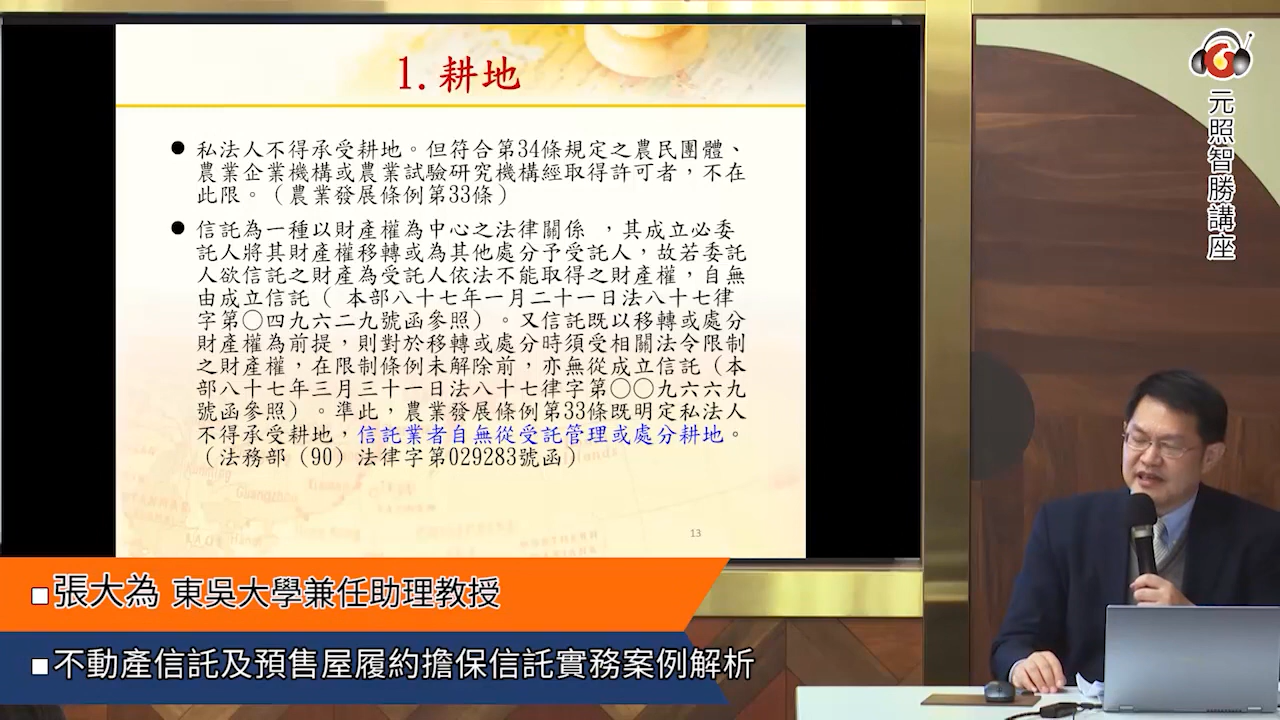 1.耕地
● 私法人不得承受耕地。但符合第34條規定之農民團體、
農業企業機構或農業試驗研究機構經取得許可者，不在
此限。（農業發展條例第33條）
● 信託為一種以財產權為中心之法律關係 ，其成立必委
託人將其財產權移轉或為其他處分予受託人，故若委託
人欲信託之財產為受託人依法不能取得之財產權，自無
由成立信託（ 本部八十七年一月二十一日法八十七律
字第○四九六二九號函參照）。又信託既以移轉或處分
財產權為前提，則對於移轉或處分時須受相關法令限制
之財產權，在限制條例未解除前，亦無從成立信託（本
部八十七年三月三十一日法八十七律字第○○九六六九
號函參照）。準此，農業發展條例第33條既明定私法人
不得承受耕地，信託業者自無從受託管理或處分耕地。
（法務部（90）法律字第029283號函）
13
元照智勝講座
張大為 東吳大學兼任助理教授
不動產信託及預售屋履約擔保信託實務案例解析